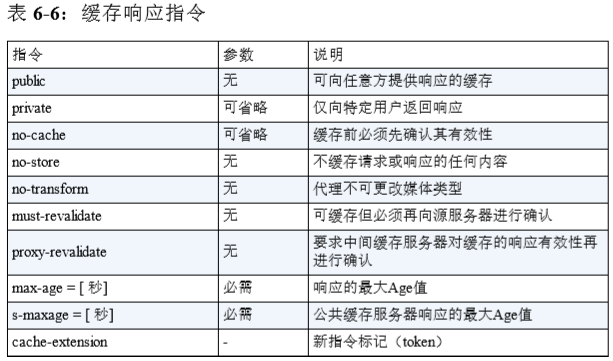 表 6-6：缓存响应指令
指令 参数 说明
public 无 可向任意方提供响应的缓存
private 可省略 仅向特定用户返回响应
no-cache 可省略 缓存前必须先确认其有效性
no-store 无 不缓存请求或响应的任何内容
no-transform 无 代理不可更改媒体类型
must-revalidate 无 可缓存但必须再向源服务器进行确认
proxy-revalidate 无 要求中间缓存服务器对缓存的响应有效性再
进行确认
max-age = [ 秒] 必需 响应的最大Age值
s-maxage = [ 秒] 必需 公共缓存服务器响应的最大Age值
cache-extension - 新指令标记（token）